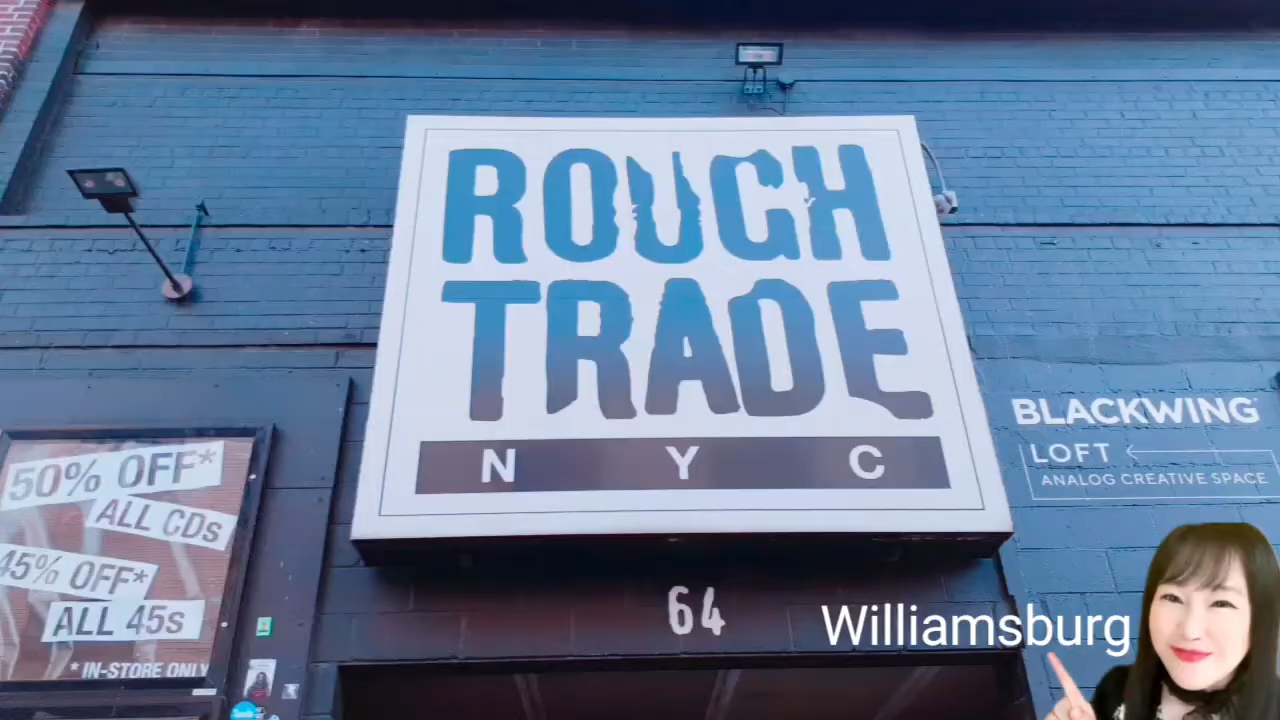 ROUGH
TRADE
NYC
64
50% OFF*
ALL CDs
45% OFF*
ALL 45s
* IN-STORE ONLY
BLACKWING
LOFT
ANALOG CREATIVE SPACE
Williamsburg